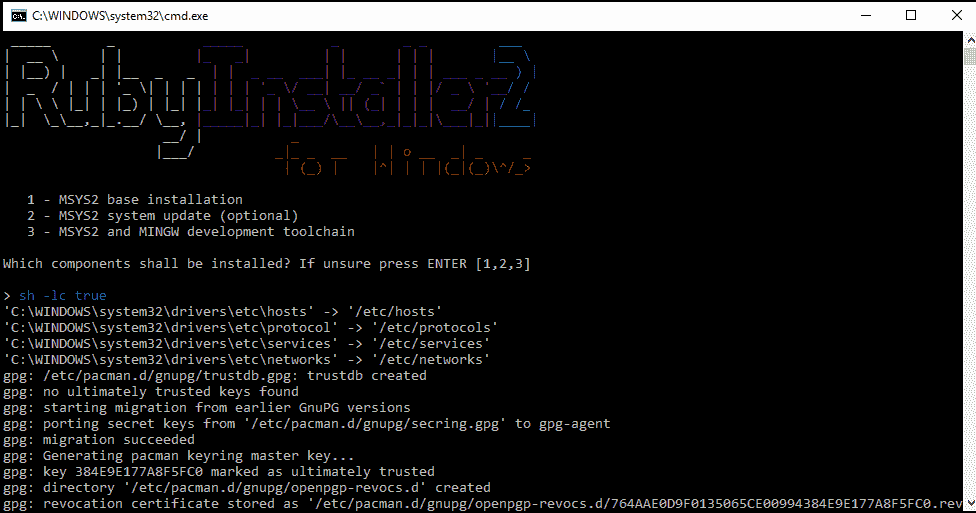 C:\WINDOWS\system32\cmd.exe
RubyInstaller2
for Windows
1 - MSYS2 base installation
2 - MSYS2 system update (optional)
3 - MSYS2 and MINGW development toolchain
Which components shall be installed? If unsure press ENTER [1,2,3]
> sh -lc true
'C:\WINDOWS\system32\drivers\etc\hosts' -> '/etc/hosts'
'C:\WINDOWS\system32\drivers\etc\protocol' -> '/etc/protocols'
'C:\WINDOWS\system32\drivers\etc\services' -> '/etc/services'
'C:\WINDOWS\system32\drivers\etc\networks' -> '/etc/networks'
gpg: /etc/pacman.d/gnupg/trustdb.gpg: trustdb created
gpg: no ultimately trusted keys found
gpg: starting migration from earlier GnuPG versions
gpg: porting secret keys from '/etc/pacman.d/gnupg/secring.gpg' to gpg-agent
gpg: migration succeeded
gpg: Generating pacman keyring master key...
gpg: key 384E9E177A8F5FC0 marked as ultimately trusted
gpg: directory '/etc/pacman.d/gnupg/openpgp-revocs.d' created
gpg: revocation certificate stored as '/etc/pacman.d/gnupg/openpgp-revocs.d/764AAE0D9F0135065CE00994384E9E177A8F5FC0.rev